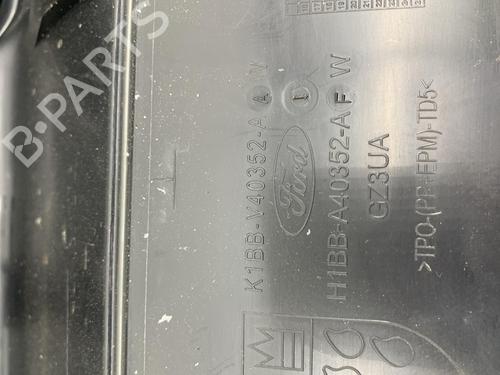 K1BB-V40352-A A W
Ford
H1BB-A40352-A F W
GZ3UA
>TPO-(PP+EPM)-TD5<
B-PARTS